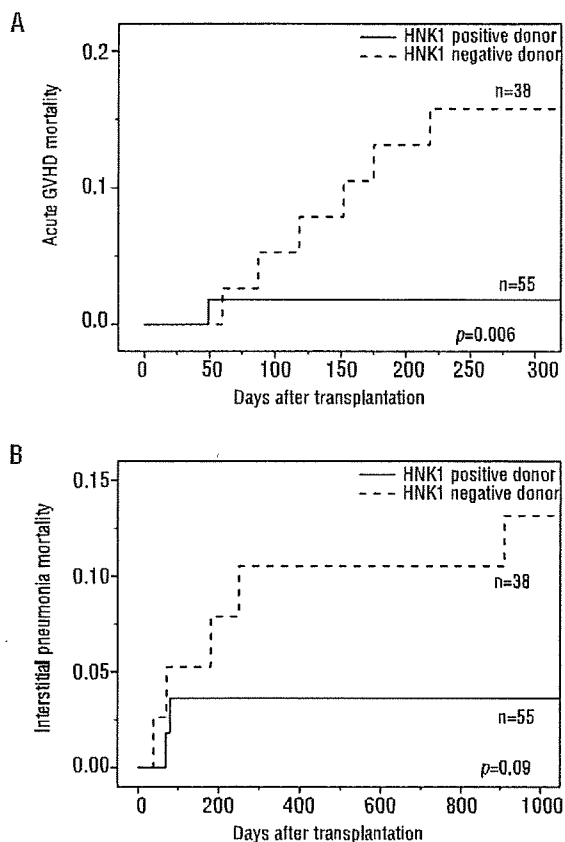 A
HNK1 positive donor
HNK1 negative donor
n=38
n=55
p=0.006
Acute GVHD mortality
0.2
0.1
0.0
0 50 100 150 200 250 300
Days after transplantation
B
HNK1 positive donor
HNK1 negative donor
n=38
n=55
p=0.09
Interstitial pneumonia mortality
0.15
0.10
0.05
0.00
0 200 400 600 800 1000
Days after transplantation